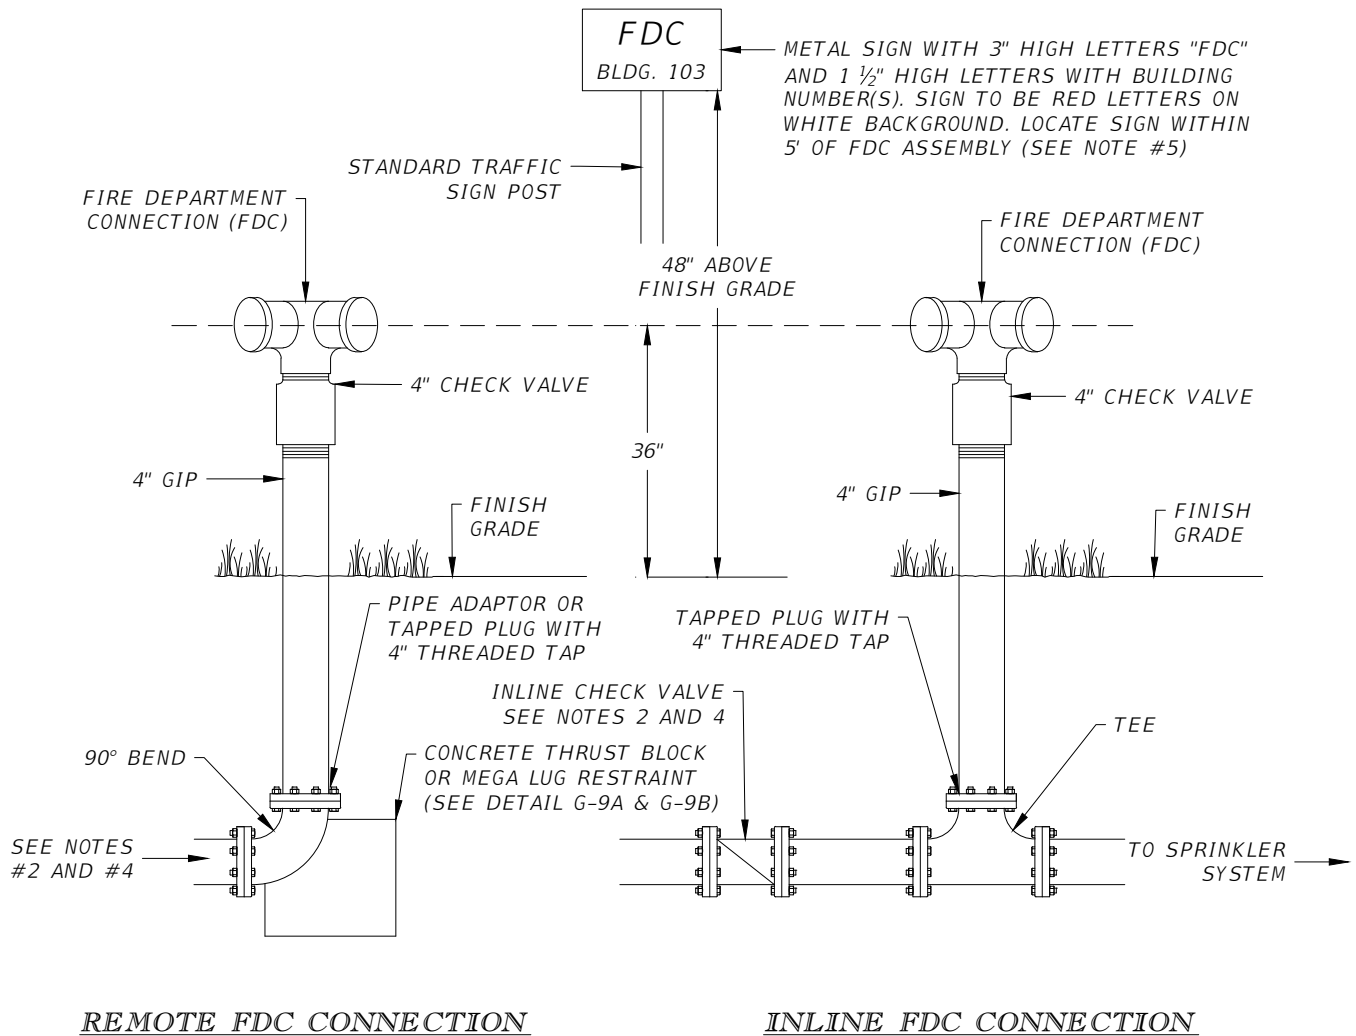 FDC
BLDG. 103
METAL SIGN WITH 3" HIGH LETTERS "FDC"
AND 1 ½" HIGH LETTERS WITH BUILDING
NUMBER(S). SIGN TO BE RED LETTERS ON
WHITE BACKGROUND. LOCATE SIGN WITHIN
5' OF FDC ASSEMBLY (SEE NOTE #5)
STANDARD TRAFFIC
SIGN POST
FIRE DEPARTMENT
CONNECTION (FDC)
FIRE DEPARTMENT
CONNECTION (FDC)
48" ABOVE
FINISH GRADE
4" CHECK VALVE
4" CHECK VALVE
36"
4" GIP
4" GIP
FINISH
GRADE
FINISH
GRADE
PIPE ADAPTOR OR
TAPPED PLUG WITH
4" THREADED TAP
TAPPED PLUG WITH
4" THREADED TAP
INLINE CHECK VALVE
SEE NOTES 2 AND 4
TEE
90° BEND
CONCRETE THRUST BLOCK
OR MEGA LUG RESTRAINT
(SEE DETAIL G-9A & G-9B)
SEE NOTES
#2 AND #4
TO SPRINKLER
SYSTEM
REMOTE FDC CONNECTION
INLINE FDC CONNECTION